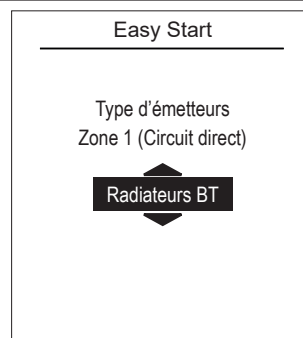 Easy Start
Type d'émetteurs
Zone 1 (Circuit direct)
Radiateurs BT